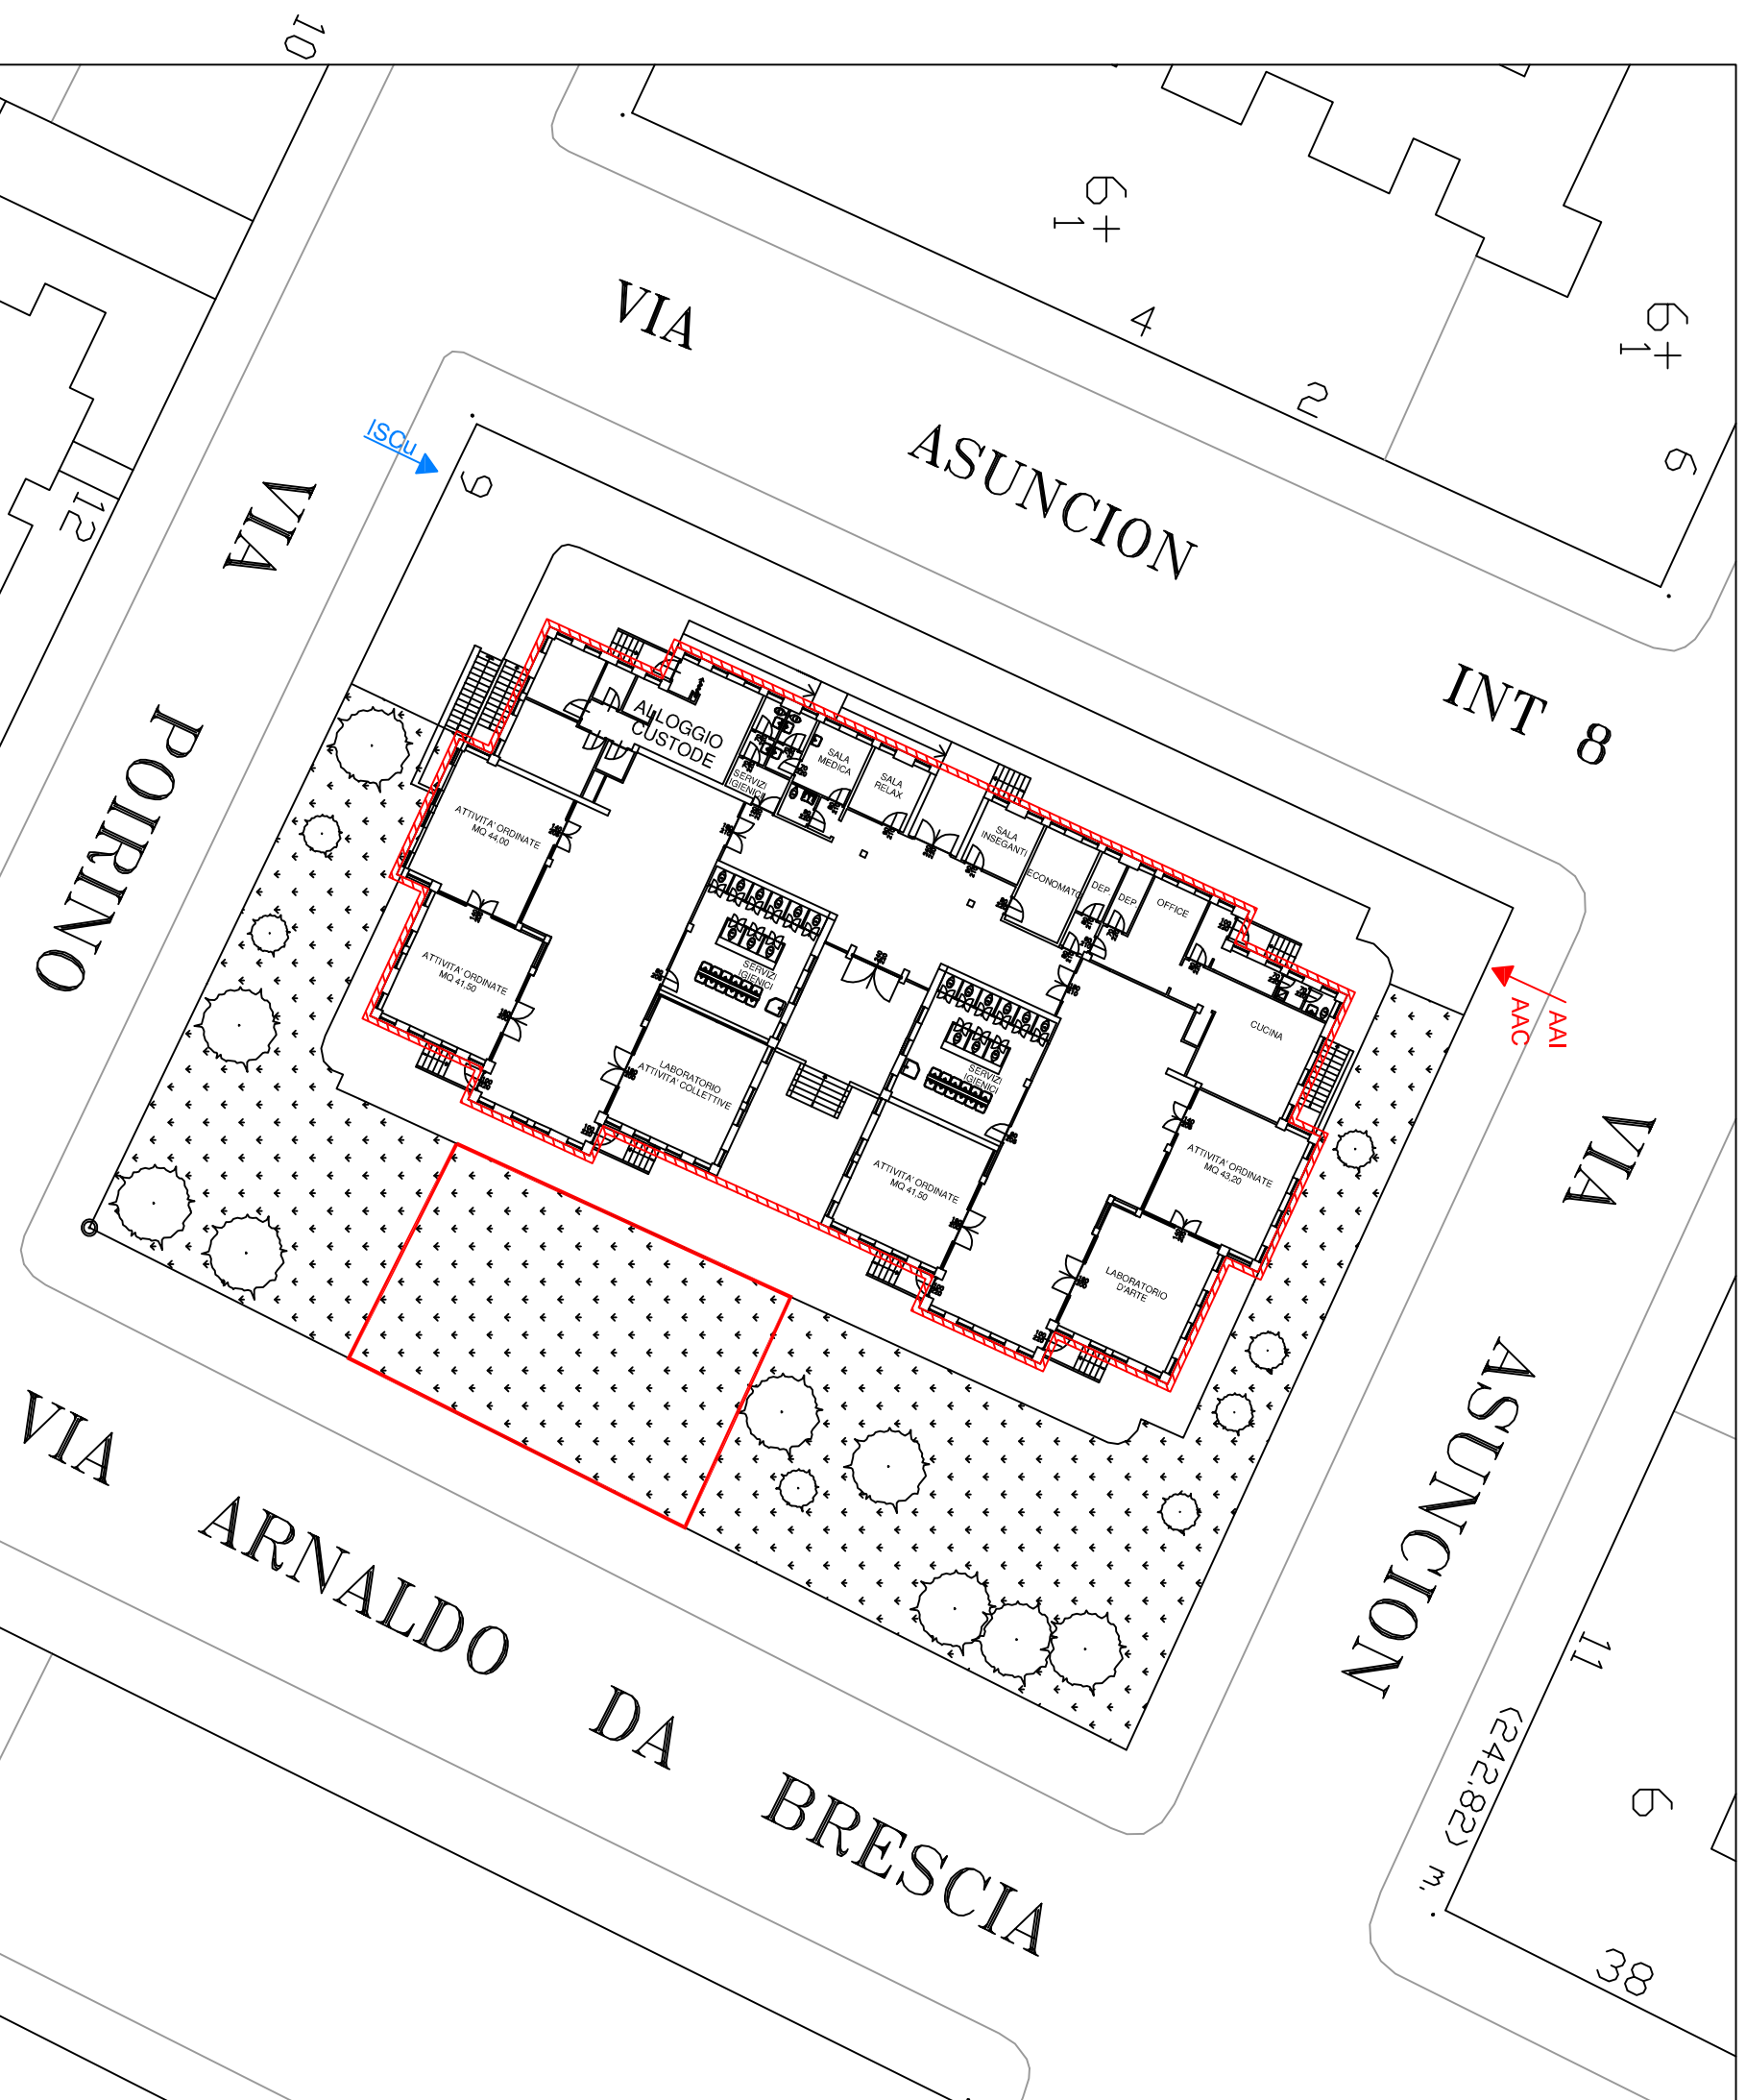 10
6+
1
4
2
6+
1
9
VIA
ASUNCION
INT 8
ISCu
9
12
VIA
POIRINO
ALLOGGIO
CUSTODE
SERVIZI
IGIENICI
SALA
MEDICA
SALA
RELAX
SALA
INSEGANTI
ECONOMATO
DEP
DEP
OFFICE
CUCINA
ATTIVITA' ORDINATE
MQ 44,00
ATTIVITA' ORDINATE
MQ 41,50
SERVIZI
IGIENICI
LABORATORIO
ATTIVITA' COLLETTIVE
SERVIZI
IGIENICI
ATTIVITA' ORDINATE
MQ 41,50
ATTIVITA' ORDINATE
MQ 43,20
LABORATORIO
D'ARTE
AAI
AAC
VIA
ASUNCION
VIA
ARNALDO
DA
BRESCIA
11
(242.82) m.
6
38